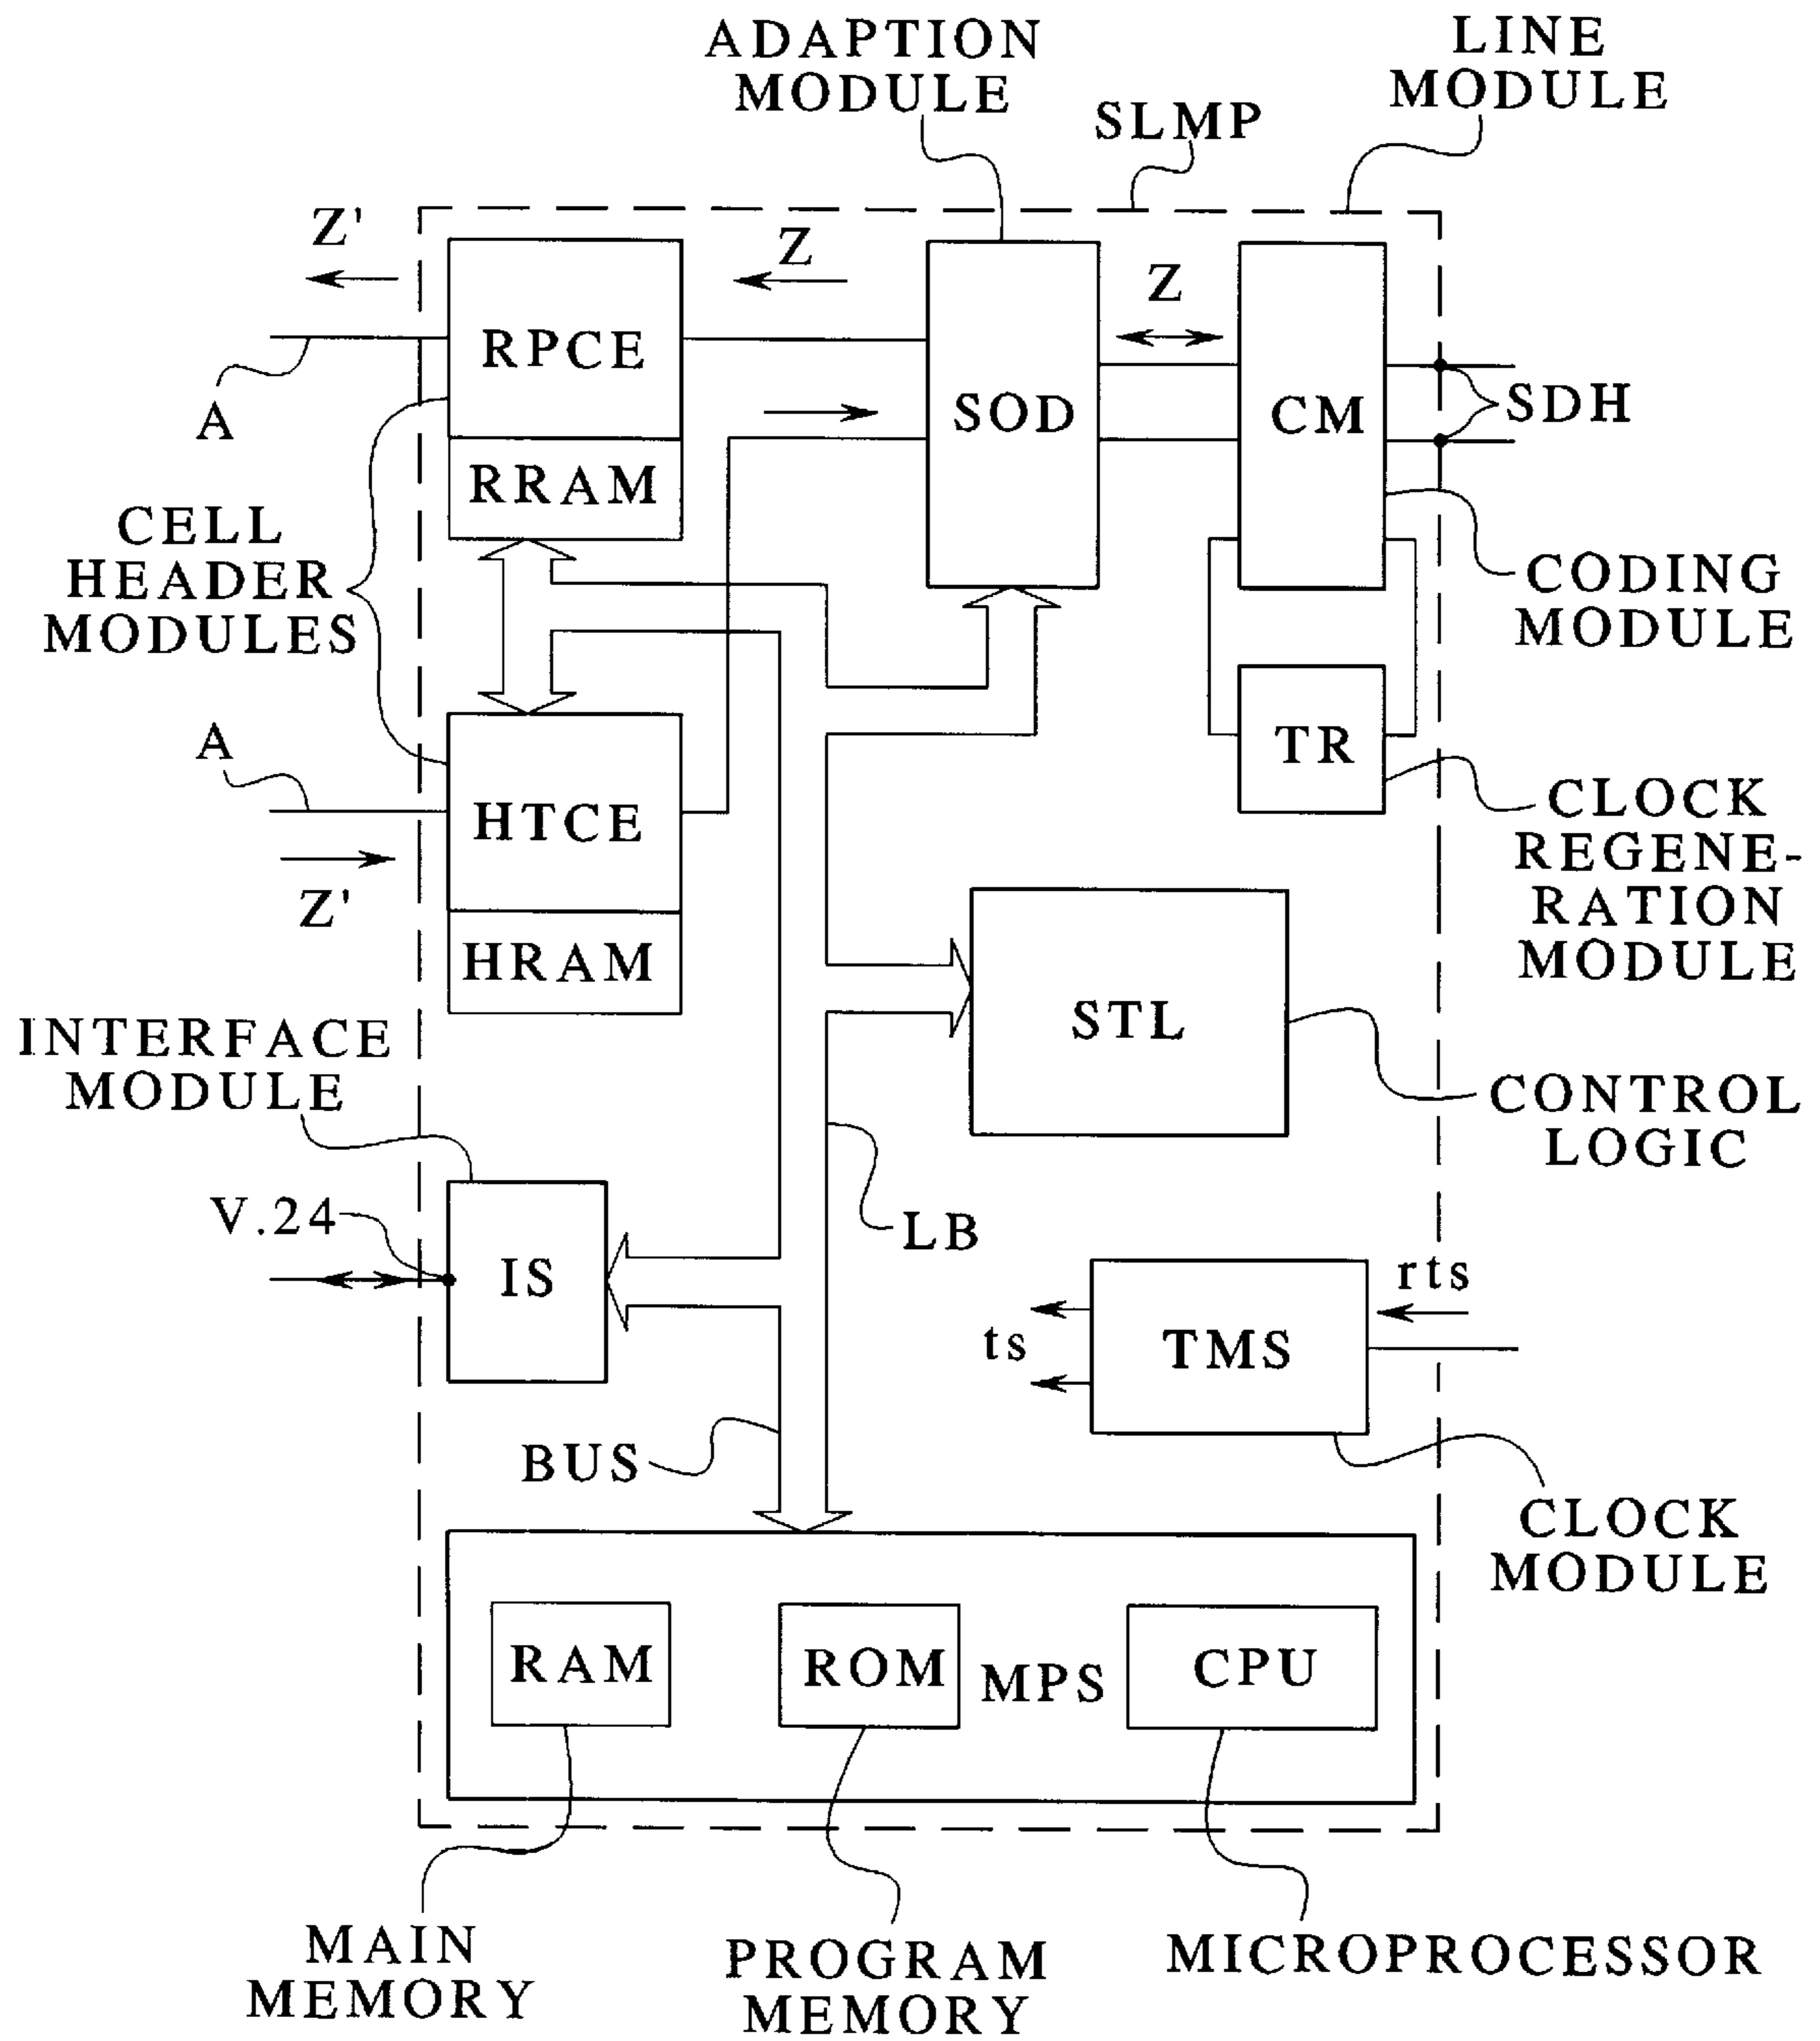 ADAPTION
MODULE
LINE
MODULE
SLMP
Z'
Z
Z
RPCE
SOD
CM
SDH
A
RRAM
CELL
HEADER
MODULES
CODING
MODULE
A
HTCE
TR
Z'
HRAM
CLOCK
REGENE-
RATION
MODULE
INTERFACE
MODULE
STL
CONTROL
LOGIC
V.24
IS
LB
rts
ts
TMS
BUS
CLOCK
MODULE
RAM
ROM
MPS
CPU
MAIN
MEMORY
PROGRAM
MEMORY
MICROPROCESSOR